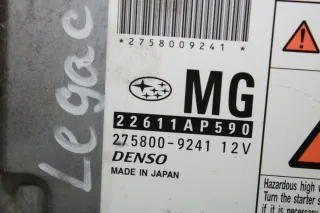 *2758009241*
Legac
MG
22611AP590
275800-9241 12V
DENSO
MADE IN JAPAN
Hazardous high v
Turn the starter s